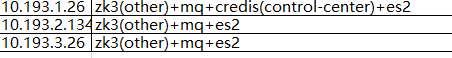 10.193.1.26 zk3(other)+mq+credis(control-center)+es2
10.193.2.134 zk3(other)+mq+es2
10.193.3.26 zk3(other)+mq+es2